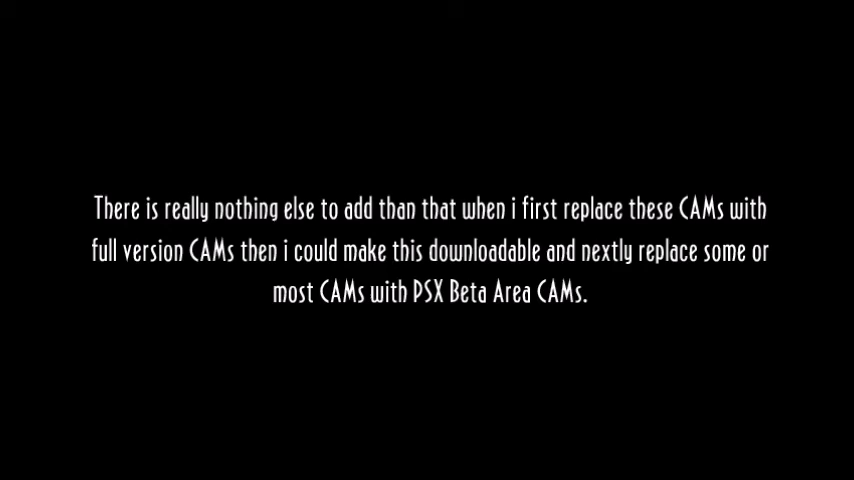 There is really nothing else to add than that when i first replace these CAMs with
full version CAMs then i could make this downloadable and nextly replace some or
most CAMs with PSX Beta Area CAMs.